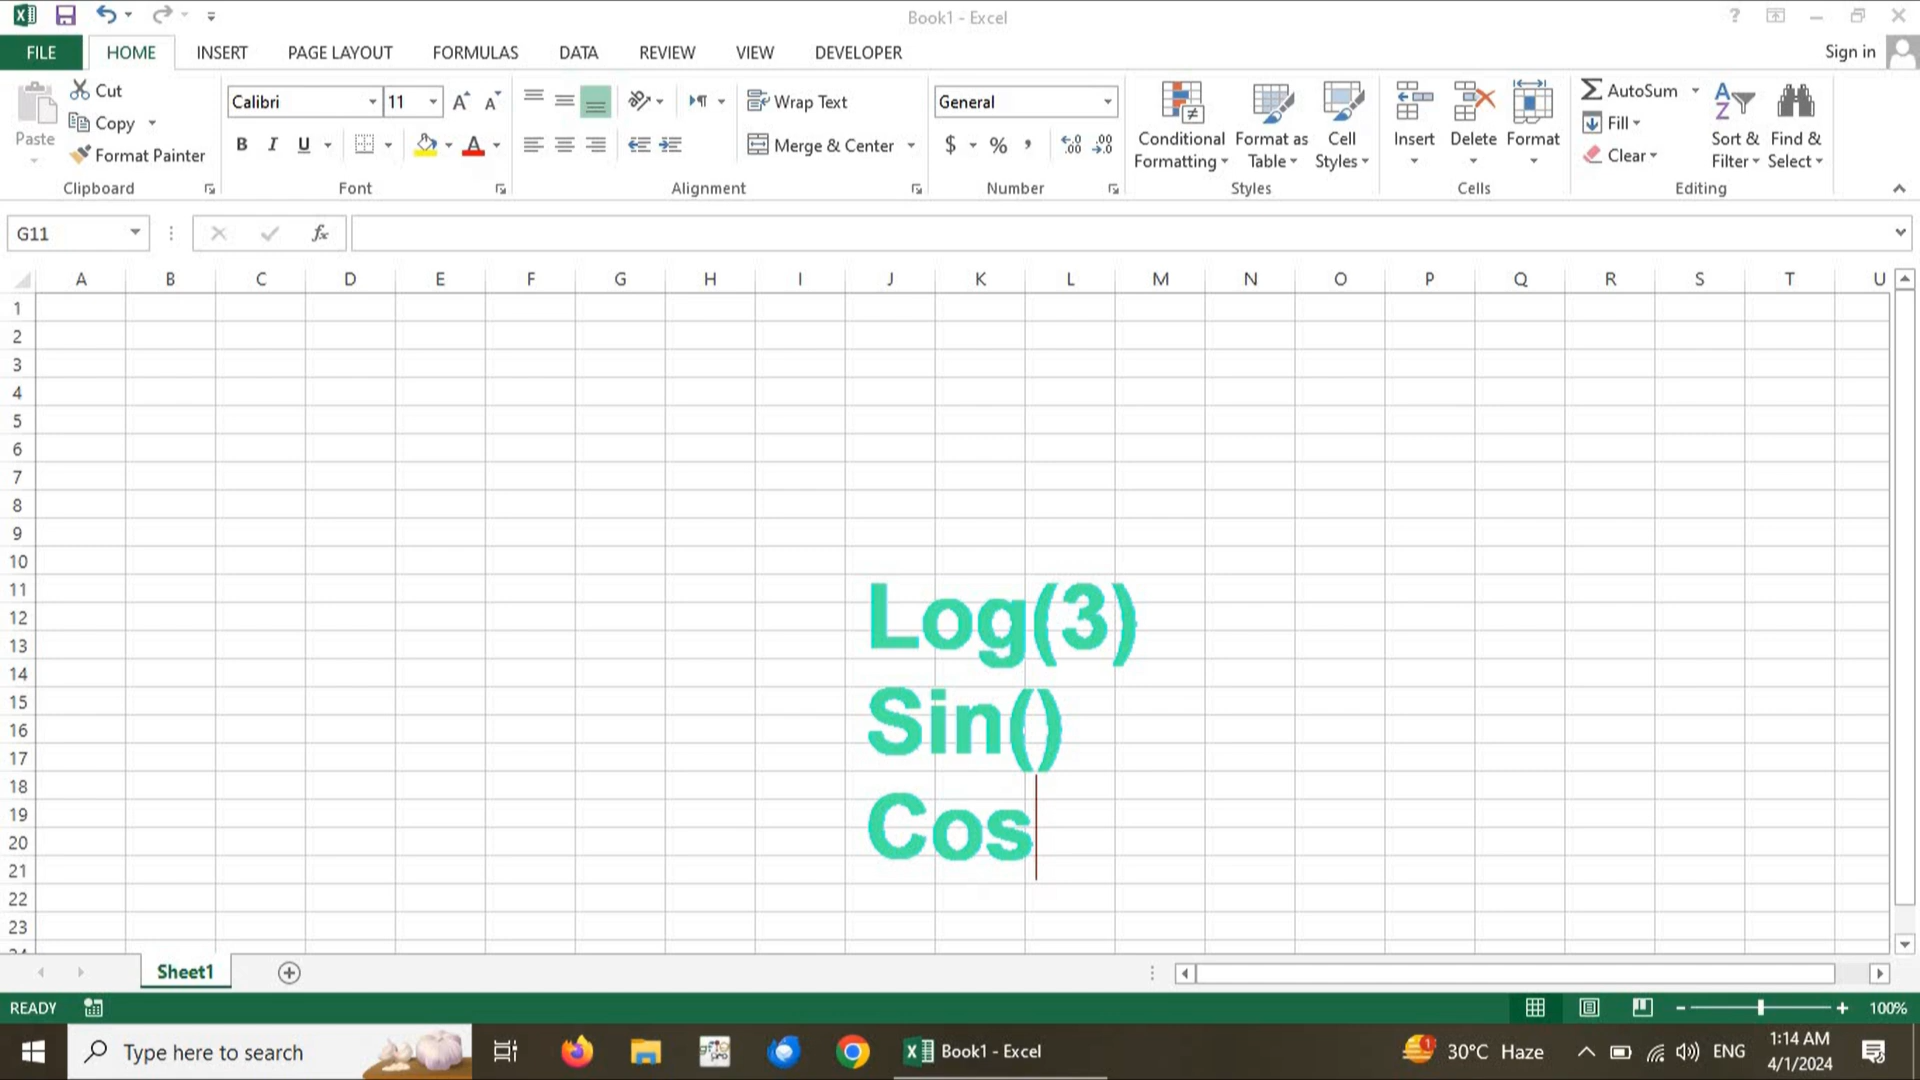 Book1 - Excel
?
FILE HOME INSERT PAGE LAYOUT FORMULAS DATA REVIEW VIEW DEVELOPER Sign in
Paste
Cut
Copy
Format Painter
Clipboard
Calibri 11
B I U A
Font
Wrap Text
Merge & Center
Alignment
General
$ % ,
Number
Conditional Formatting
Format as Table
Cell Styles
Styles
Insert Delete Format
Cells
AutoSum
Fill
Clear
Sort & Filter
Find & Select
Editing
G11 fx
A B C D E F G H I J K L M N O P Q R S T U
1
2
3
4
5
6
7
8
9
10
11
12
13
14
15
16
17
18
19
20
21
22
23
Log(3)
Sin()
Cos
Sheet1
READY 100%
Type here to search
Book1 - Excel
30°C Haze
ENG
1:14 AM
4/1/2024